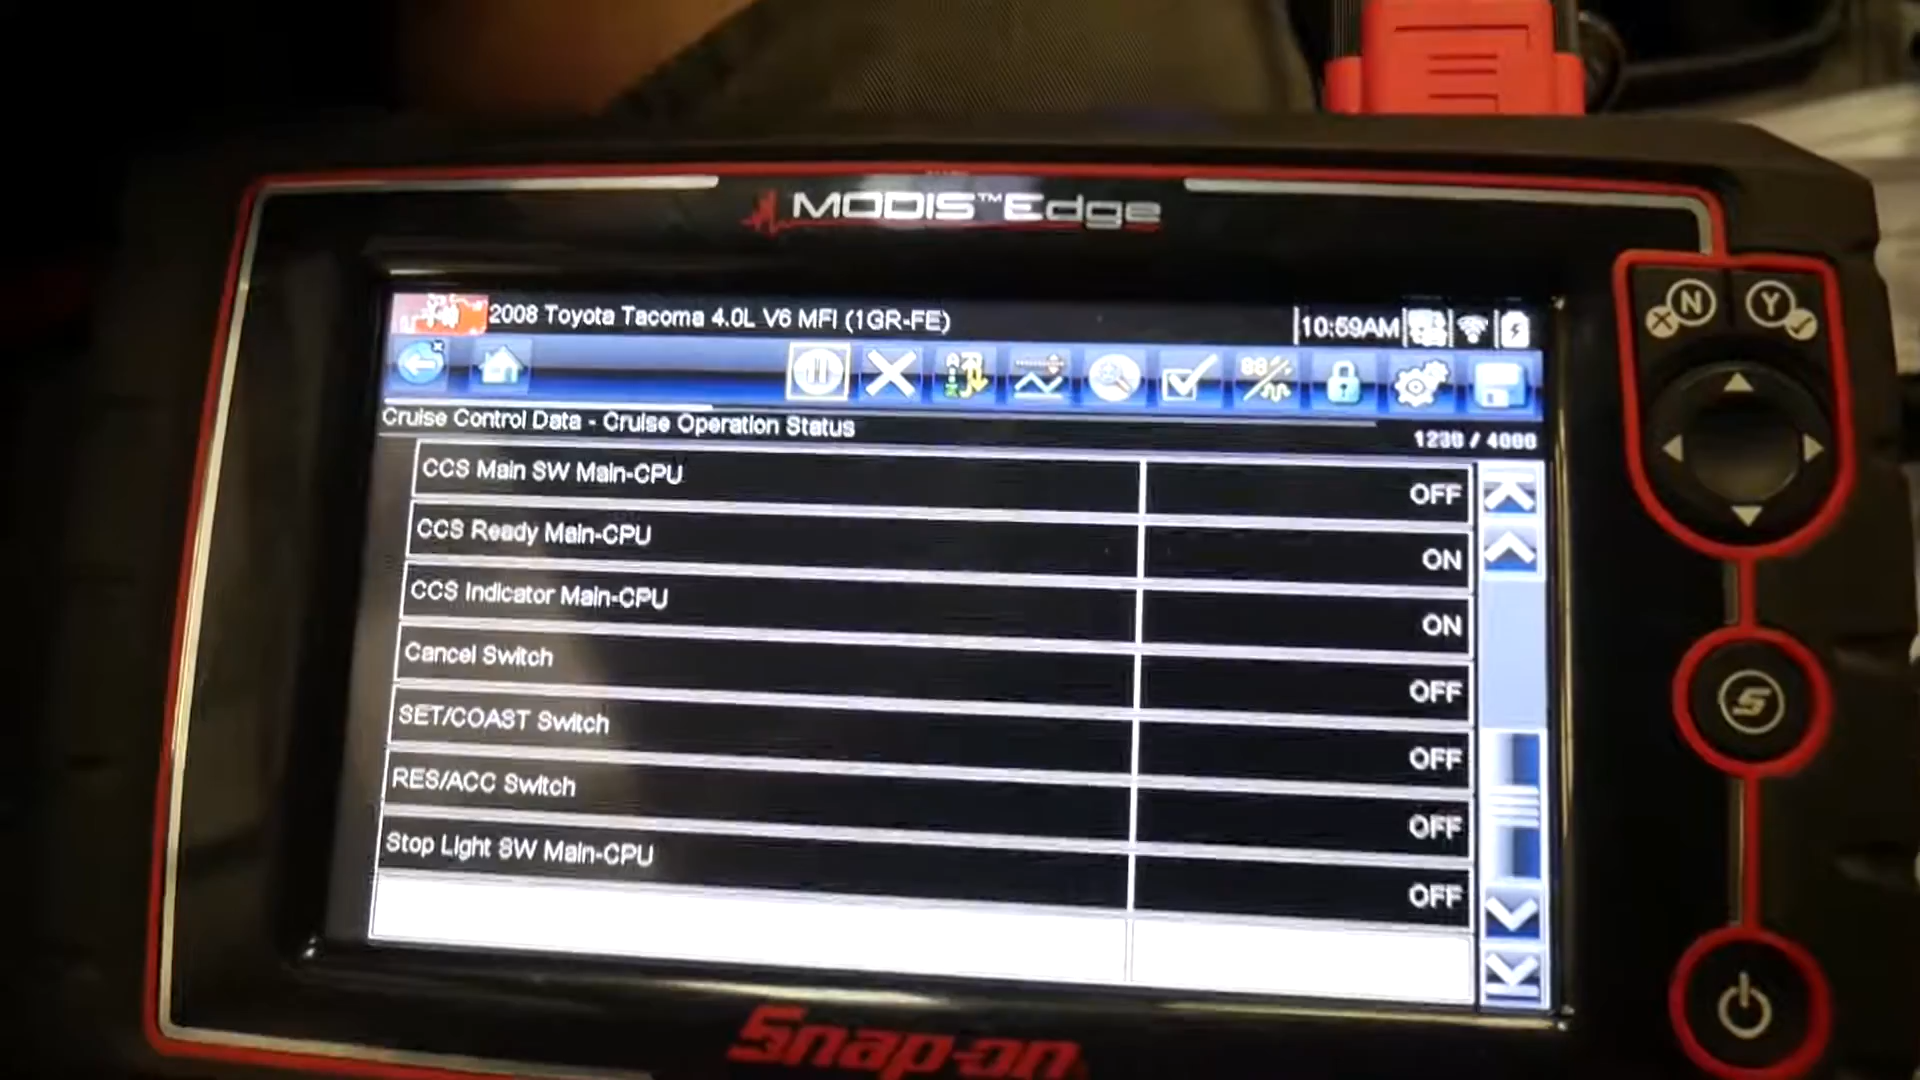 MODIS™Edge
N Y
2008 Toyota Tacoma 4.0L V6 MFI (1GR-FE)
10:59AM
Cruise Control Data - Cruise Operation Status
1230 / 4000
CCS Main SW Main-CPU OFF
CCS Ready Main-CPU ON
CCS Indicator Main-CPU ON
Cancel Switch OFF
SET/COAST Switch OFF
RES/ACC Switch OFF
Stop Light SW Main-CPU OFF
S
Snap-on